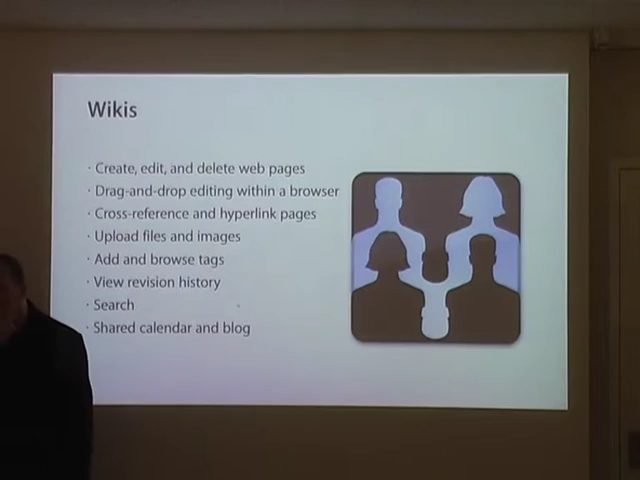 Wikis
· Create, edit, and delete web pages
· Drag-and-drop editing within a browser
· Cross-reference and hyperlink pages
· Upload files and images
· Add and browse tags
· View revision history
· Search
· Shared calendar and blog